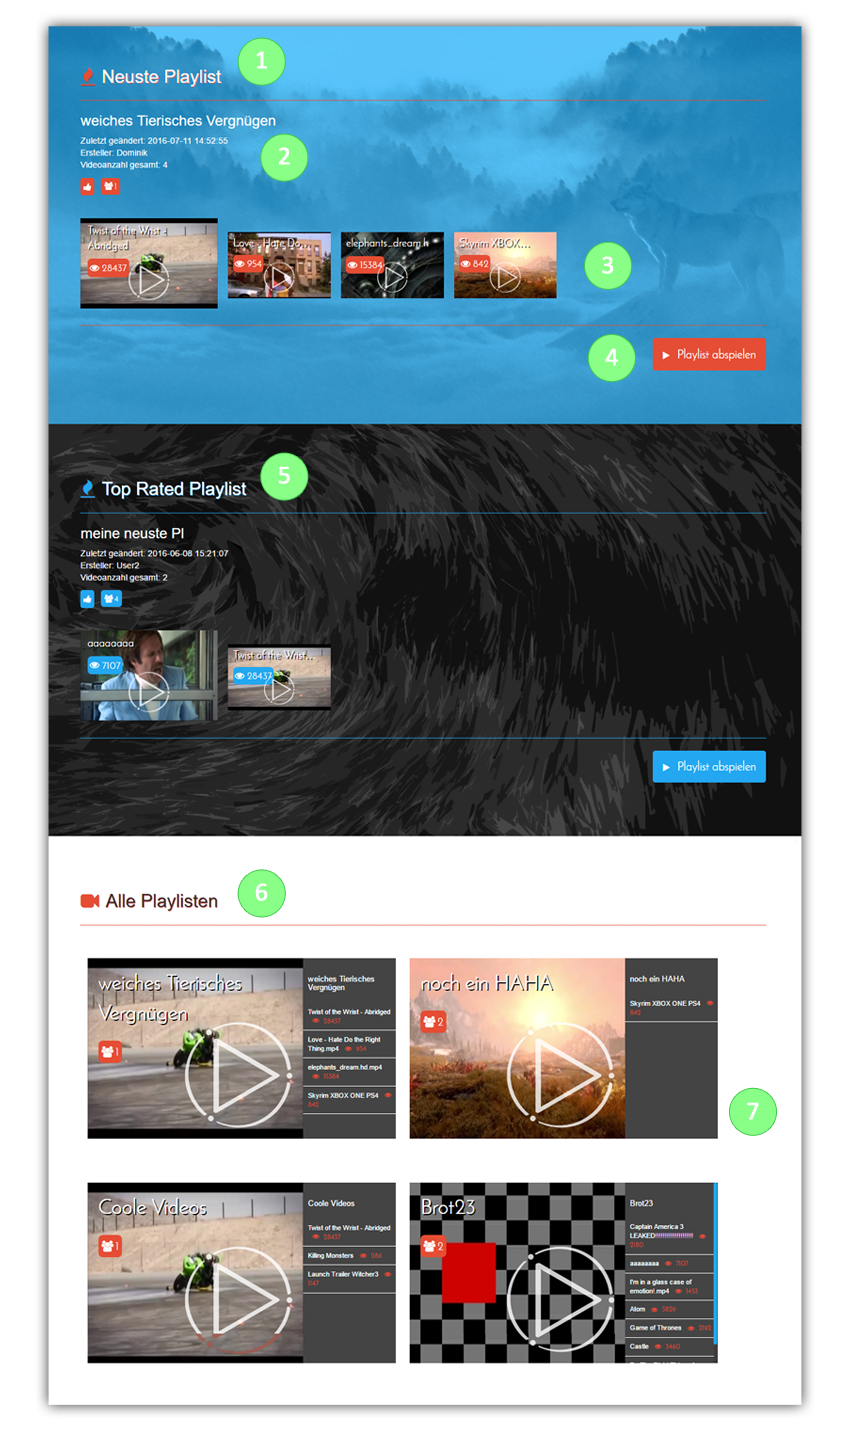 1
Neuste Playlist
weiches Tierisches Vergnügen
Zuletzt geändert: 2016-07-11 14:52:55
Ersteller: Dominik
Videoanzahl gesamt: 4
2
1
Twist of the Wrist -
Abridged
28437
Love - Hate Do...
954
elephants_dream.h
15384
Skyrim XBOX...
842
3
4
Playlist abspielen
5
Top Rated Playlist
meine neuste Pl
Zuletzt geändert: 2016-06-08 15:21:07
Ersteller: User2
Videoanzahl gesamt: 2
4
aaaaaaaa
7107
Twist of the Wrist...
28437
Playlist abspielen
6
Alle Playlisten
weiches Tierisches
Vergnügen
1
weiches Tierisches
Vergnügen
Twist of the Wrist - Abridged
28437
Love - Hate Do the Right
Thing.mp4 954
elephants_dream.hd.mp4
15384
Skyrim XBOX ONE PS4
842
noch ein HAHA
2
noch ein HAHA
Skyrim XBOX ONE PS4
842
7
Coole Videos
1
Coole Videos
Twist of the Wrist - Abridged
28437
Killing Monsters 286
Launch Trailer Witcher3
1147
Brot23
2
Brot23
Captain America 3
2180
aaaaaaaa 7107
I'm in a glass case of
emotion!.mp4 1453
Atom 5826
Game of Thrones 2192
Castle 3460